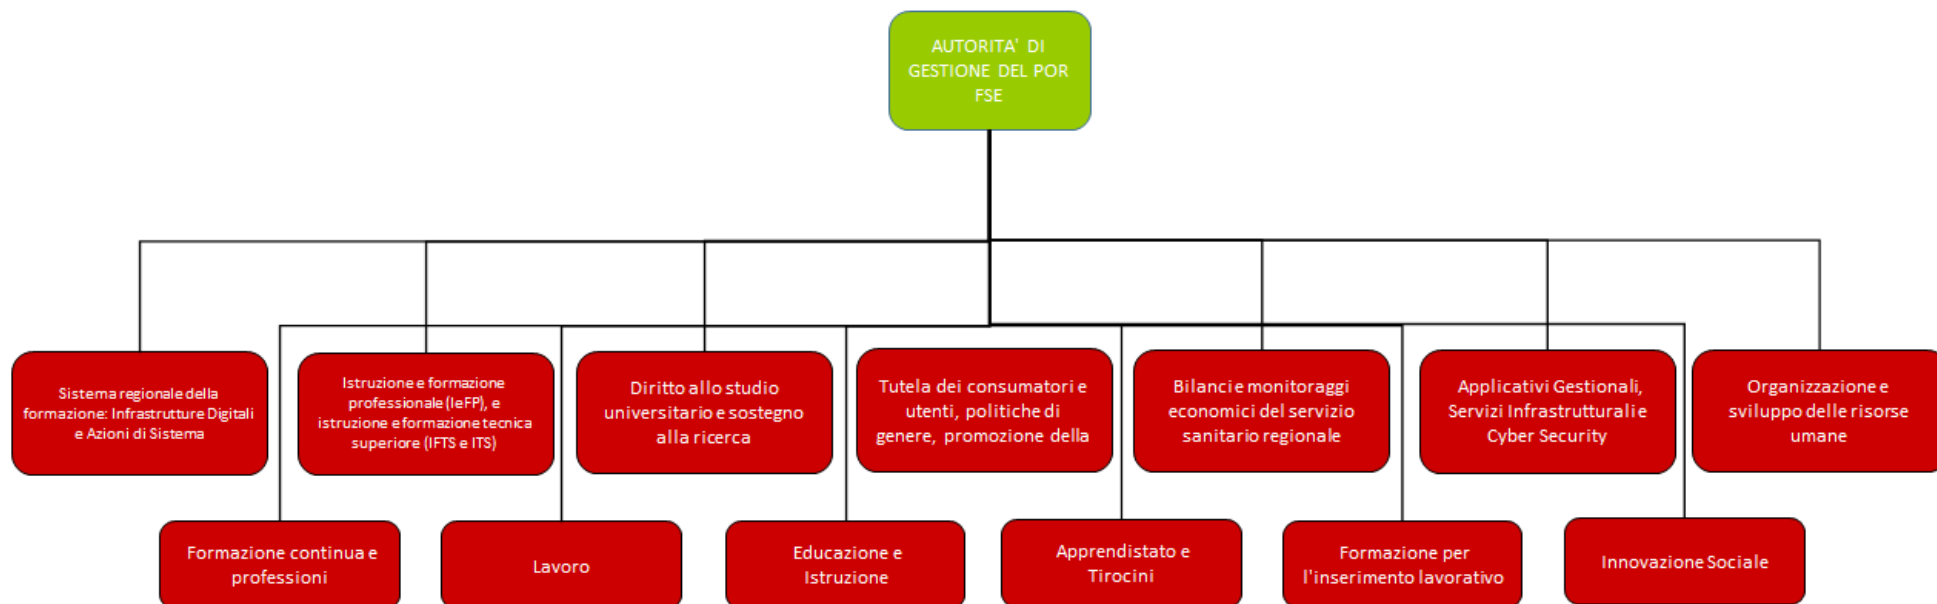 AUTORITA' DI
GESTIONE DEL POR
FSE
Sistema regionale della
formazione: Infrastrutture Digitali
e Azioni di Sistema
Istruzione e formazione
professionale (IeFP), e
istruzione e formazione tecnica
superiore (IFTS e ITS)
Diritto allo studio
universitario e sostegno
alla ricerca
Tutela dei consumatori e
utenti, politiche di
genere, promozione della
Bilanci e monitoraggi
economici del servizio
sanitario regionale
Applicativi Gestionali,
Servizi Infrastrutturali e
Cyber Security
Organizzazione e
sviluppo delle risorse
umane
Formazione continua e
professioni
Lavoro
Educazione e
Istruzione
Apprendistato e
Tirocini
Formazione per
l'inserimento lavorativo
Innovazione Sociale